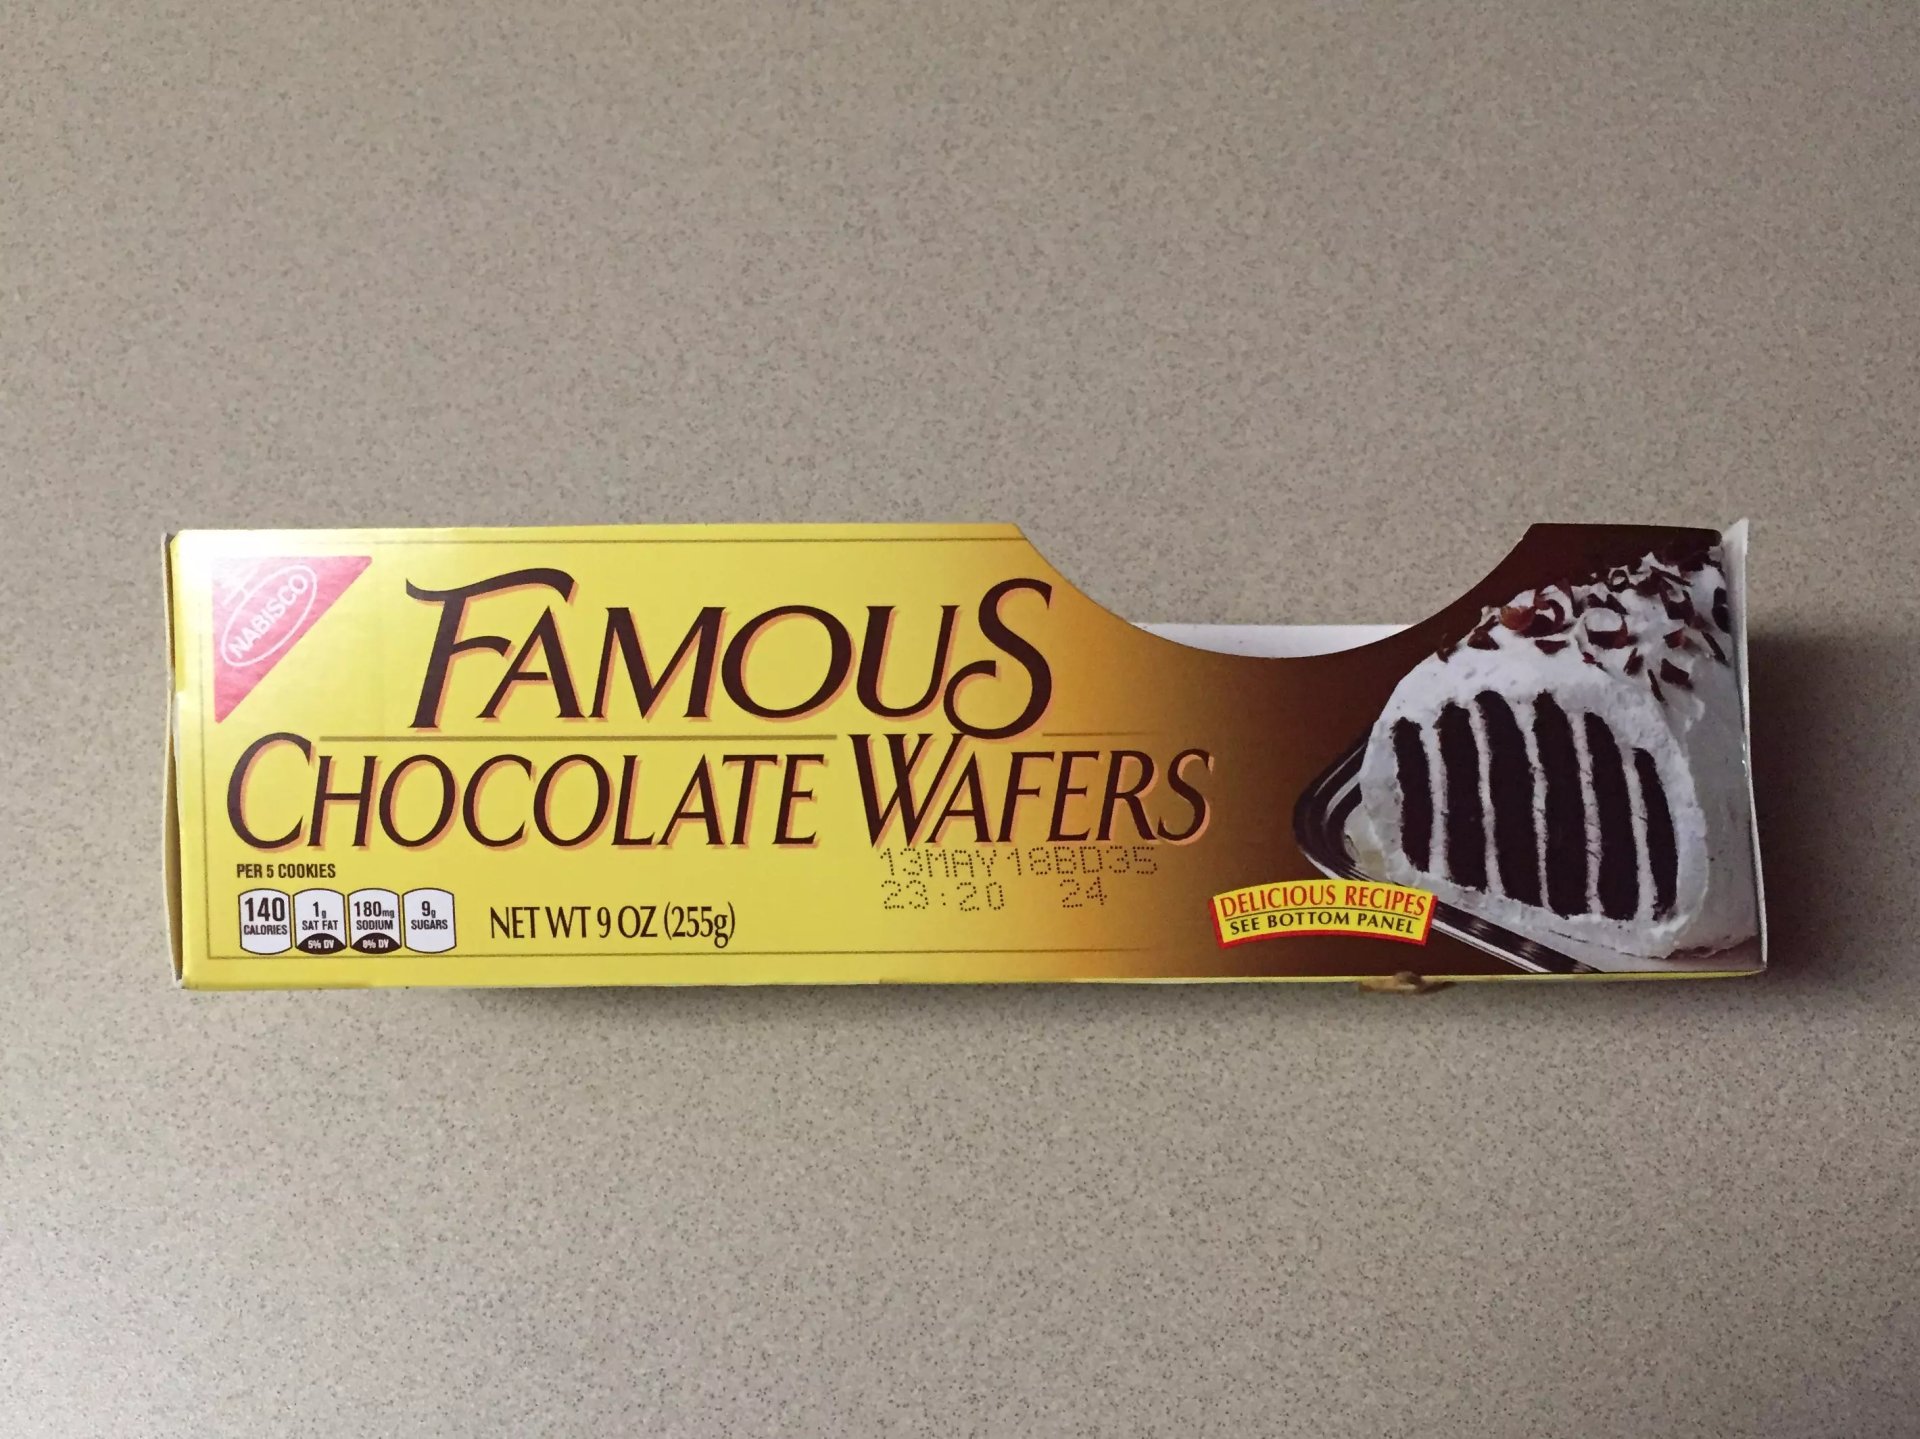 NABISCO
FAMOUS
CHOCOLATE WAFERS
PER 5 COOKIES
140 CALORIES
1g SAT FAT 5% DV
180mg SODIUM 8% DV
9g SUGARS
NET WT 9 OZ (255g)
13MAY18BD35
23:20 24
DELICIOUS RECIPES
SEE BOTTOM PANEL